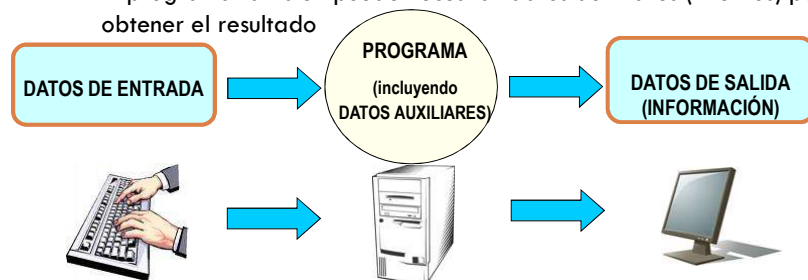 obtener el resultado
PROGRAMA
(incluyendo
DATOS AUXILIARES)
DATOS DE ENTRADA
DATOS DE SALIDA
(INFORMACIÓN)